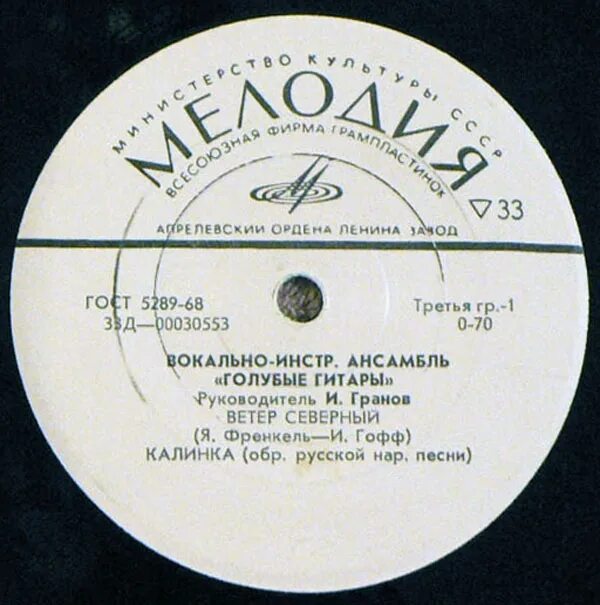 МИНИСТЕРСТВО КУЛЬТУРЫ СССР
МЕЛОДИЯ
ВСЕСОЮЗНАЯ ФИРМА ГРАМПЛАСТИНОК
▽33
АПРЕЛЕВСКИЙ ОРДЕНА ЛЕНИНА ЗАВОД
ГОСТ 5289-68
Третья гр.-1
33Д—00030553
0-70
ВОКАЛЬНО-ИНСТР. АНСАМБЛЬ
«ГОЛУБЫЕ ГИТАРЫ»
Руководитель И. Гранов
ВЕТЕР СЕВЕРНЫЙ
(Я. Френкель—И. Гофф)
КАЛИНКА (обр. русской нар. песни)